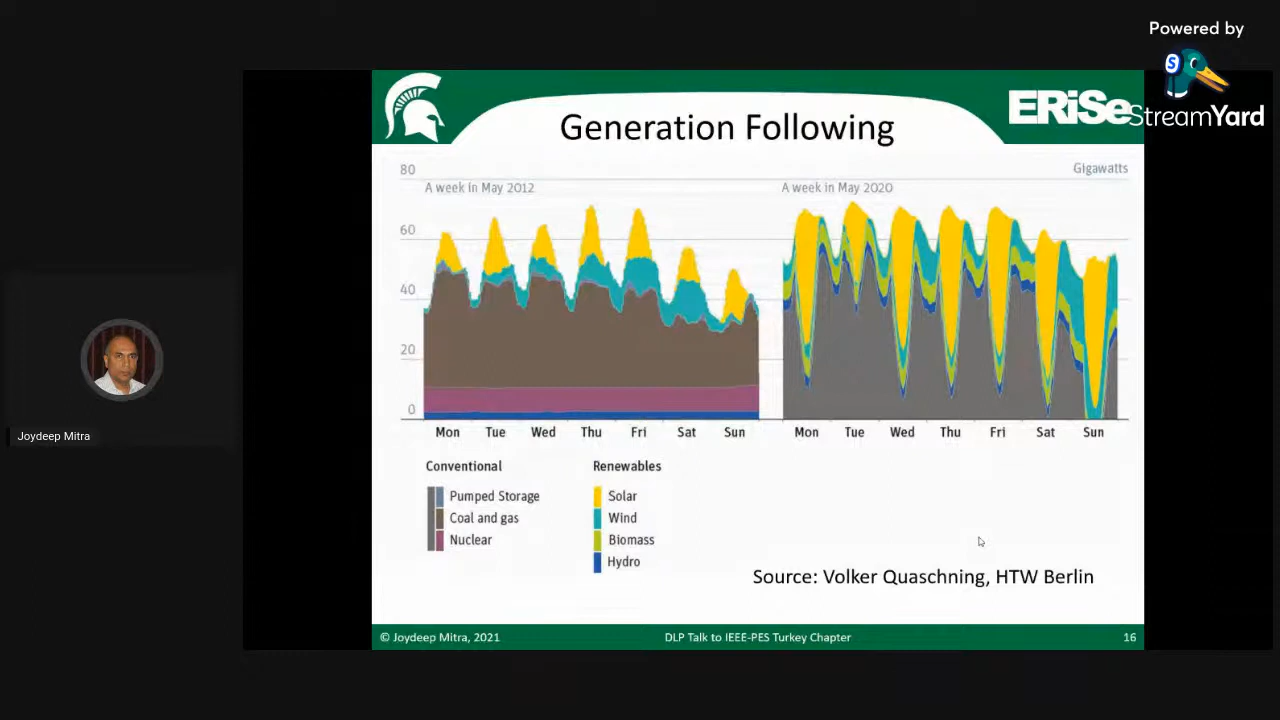 Powered by
S
StreamYard
ERiSe
Generation Following
Gigawatts
80
60
40
20
0
A week in May 2012
A week in May 2020
Mon Tue Wed Thu Fri Sat Sun
Mon Tue Wed Thu Fri Sat Sun
Conventional
Pumped Storage
Coal and gas
Nuclear
Renewables
Solar
Wind
Biomass
Hydro
Source: Volker Quaschning, HTW Berlin
© Joydeep Mitra, 2021
DLP Talk to IEEE-PES Turkey Chapter
16
Joydeep Mitra